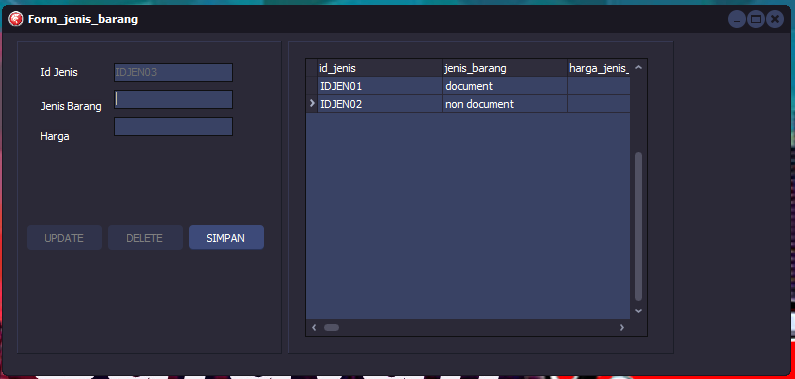 Form_jenis_barang
Id Jenis IDJEN03
Jenis Barang
Harga
UPDATE DELETE SIMPAN
id_jenis jenis_barang harga_jenis_
IDJEN01 document
IDJEN02 non document